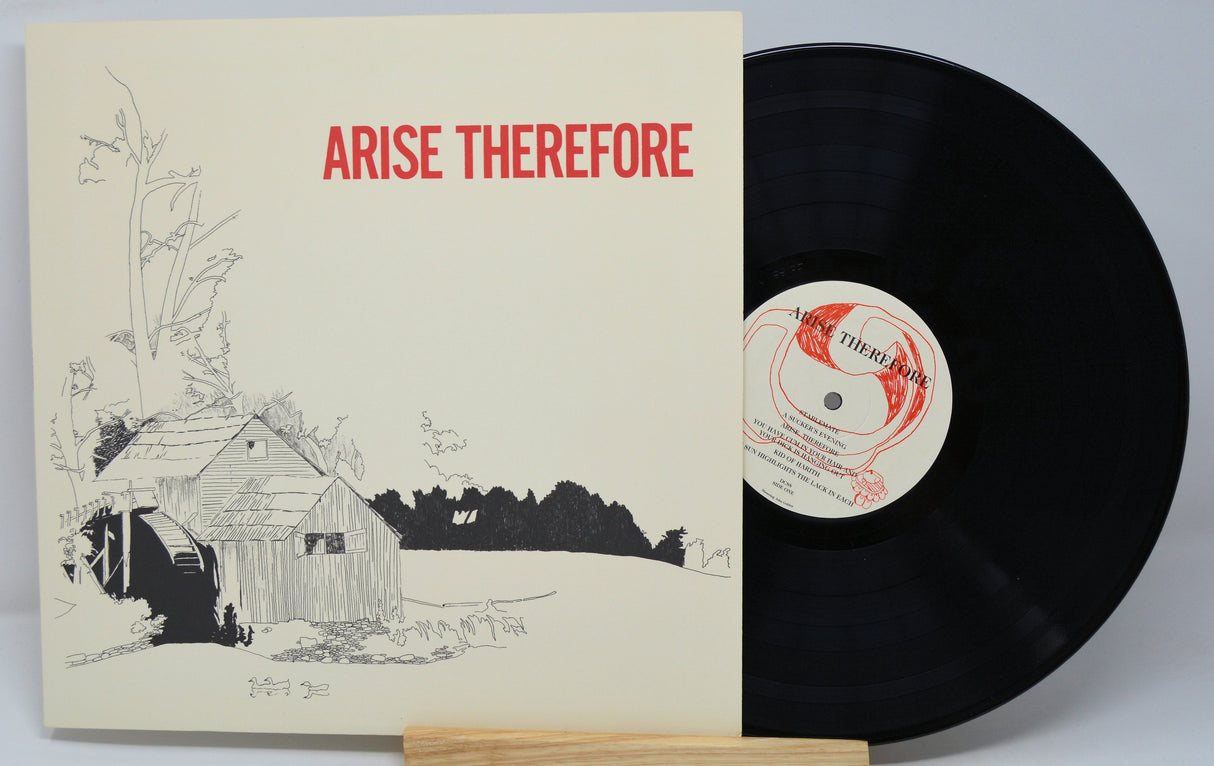 ARISE THEREFORE
ARISE THEREFORE
STABLEMATE
A SUCKER'S EVENING
ARISE, THEREFORE
YOU HAVE CUM IN YOUR HAIR AND
YOUR DICK IS HANGING OUT
KID OF HARITH
SUN HIGHLIGHTS THE LACK IN EACH
SIDE ONE